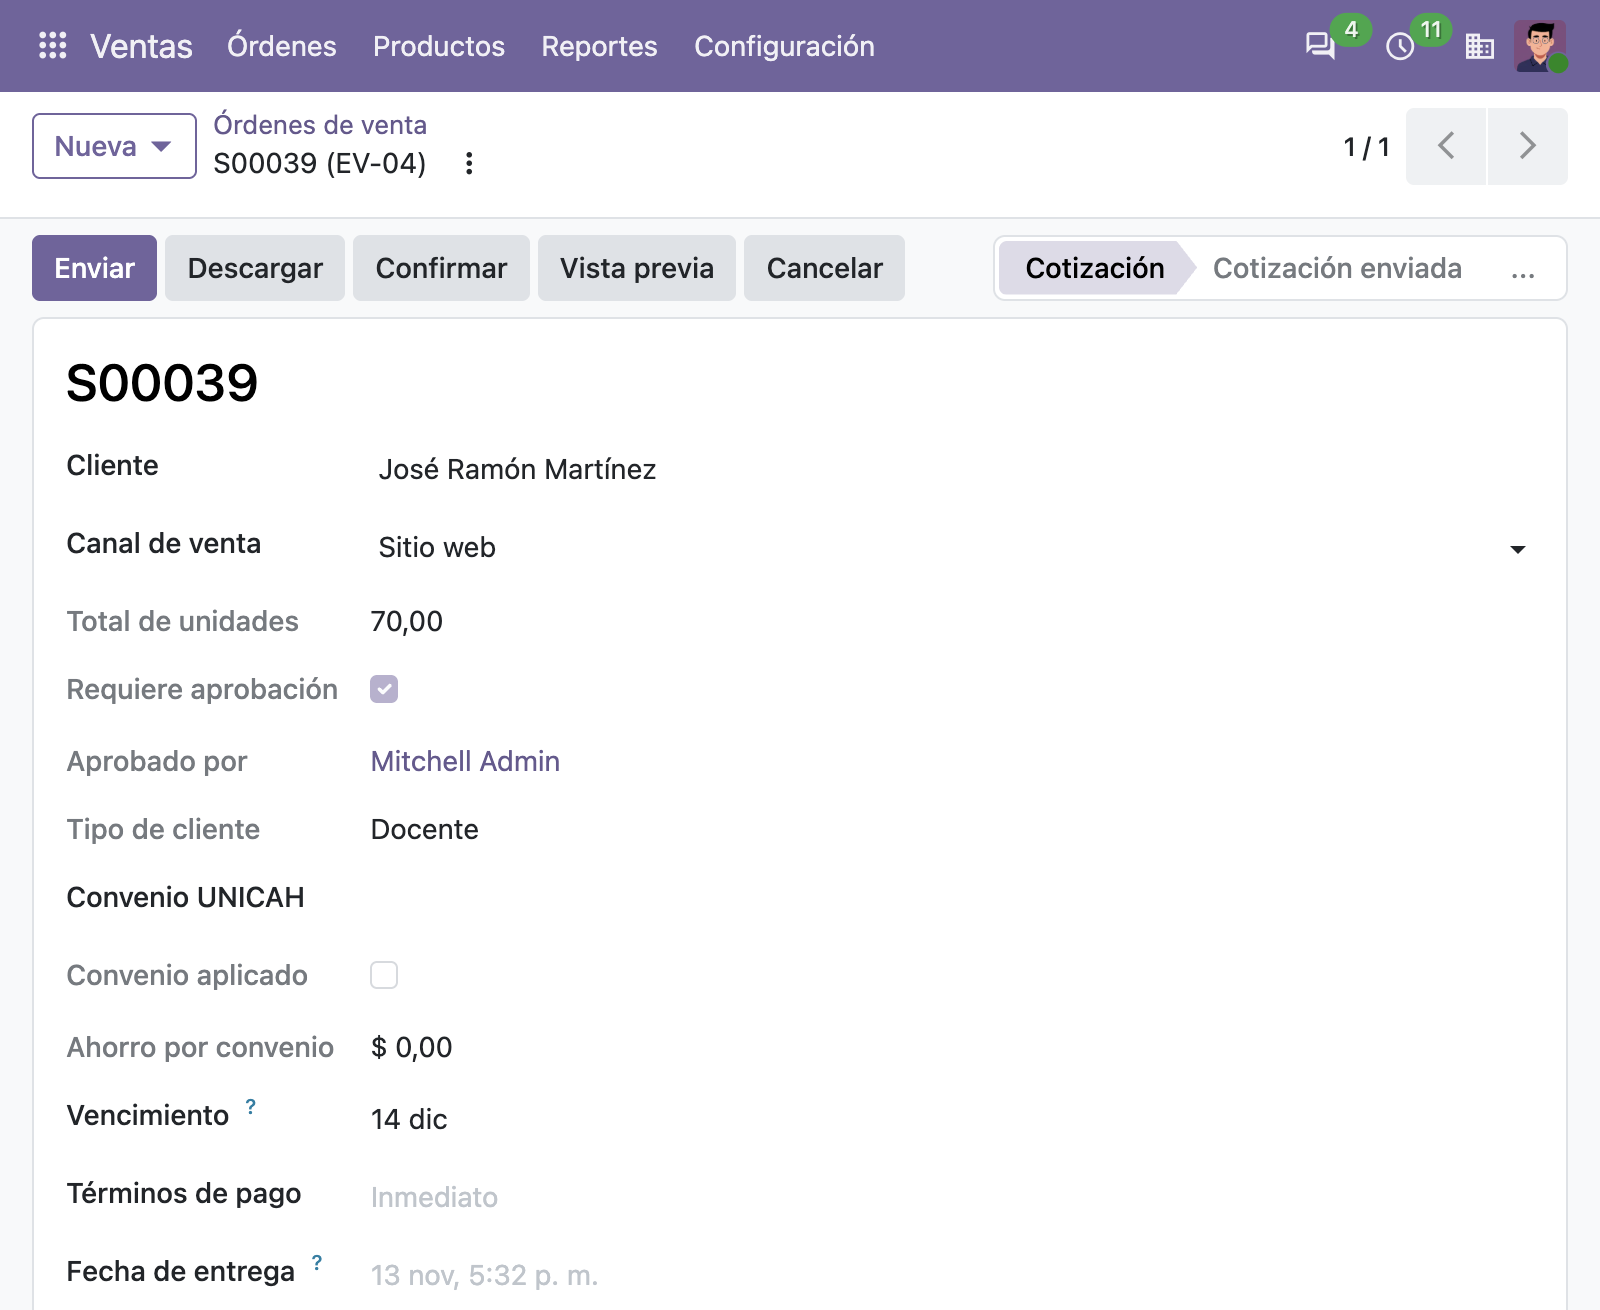 Ventas Órdenes Productos Reportes Configuración 4 11
Nueva
Órdenes de venta
S00039 (EV-04)
1 / 1
Enviar Descargar Confirmar Vista previa Cancelar Cotización Cotización enviada ...
S00039
Cliente José Ramón Martínez
Canal de venta Sitio web
Total de unidades 70,00
Requiere aprobación
Aprobado por Mitchell Admin
Tipo de cliente Docente
Convenio UNICAH
Convenio aplicado
Ahorro por convenio $ 0,00
Vencimiento ? 14 dic
Términos de pago Inmediato
Fecha de entrega ? 13 nov, 5:32 p. m.